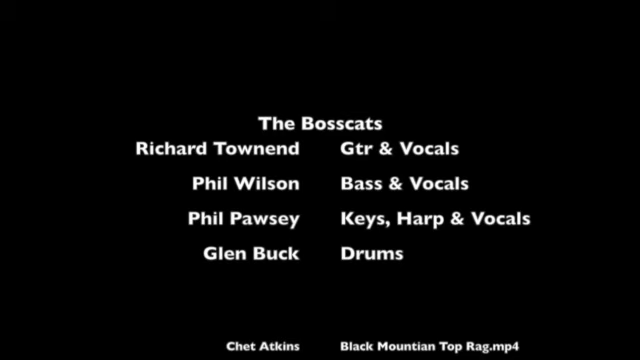 The Bosscats
Richard Townend Gtr & Vocals
Phil Wilson Bass & Vocals
Phil Pawsey Keys, Harp & Vocals
Glen Buck Drums
Chet Atkins Black Mountian Top Rag.mp4